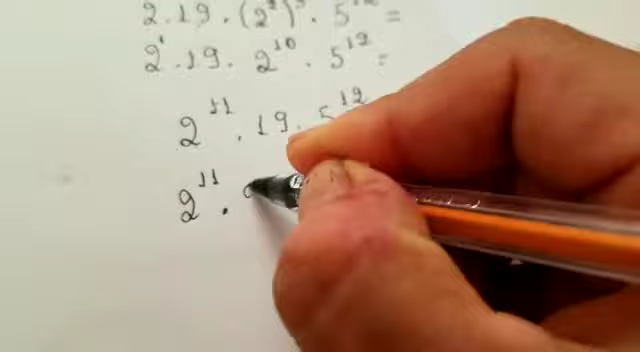 2.19.(2²)⁵.5¹² =
2¹.19.2¹⁰.5¹² =
2¹¹.19.5¹²
2¹¹.